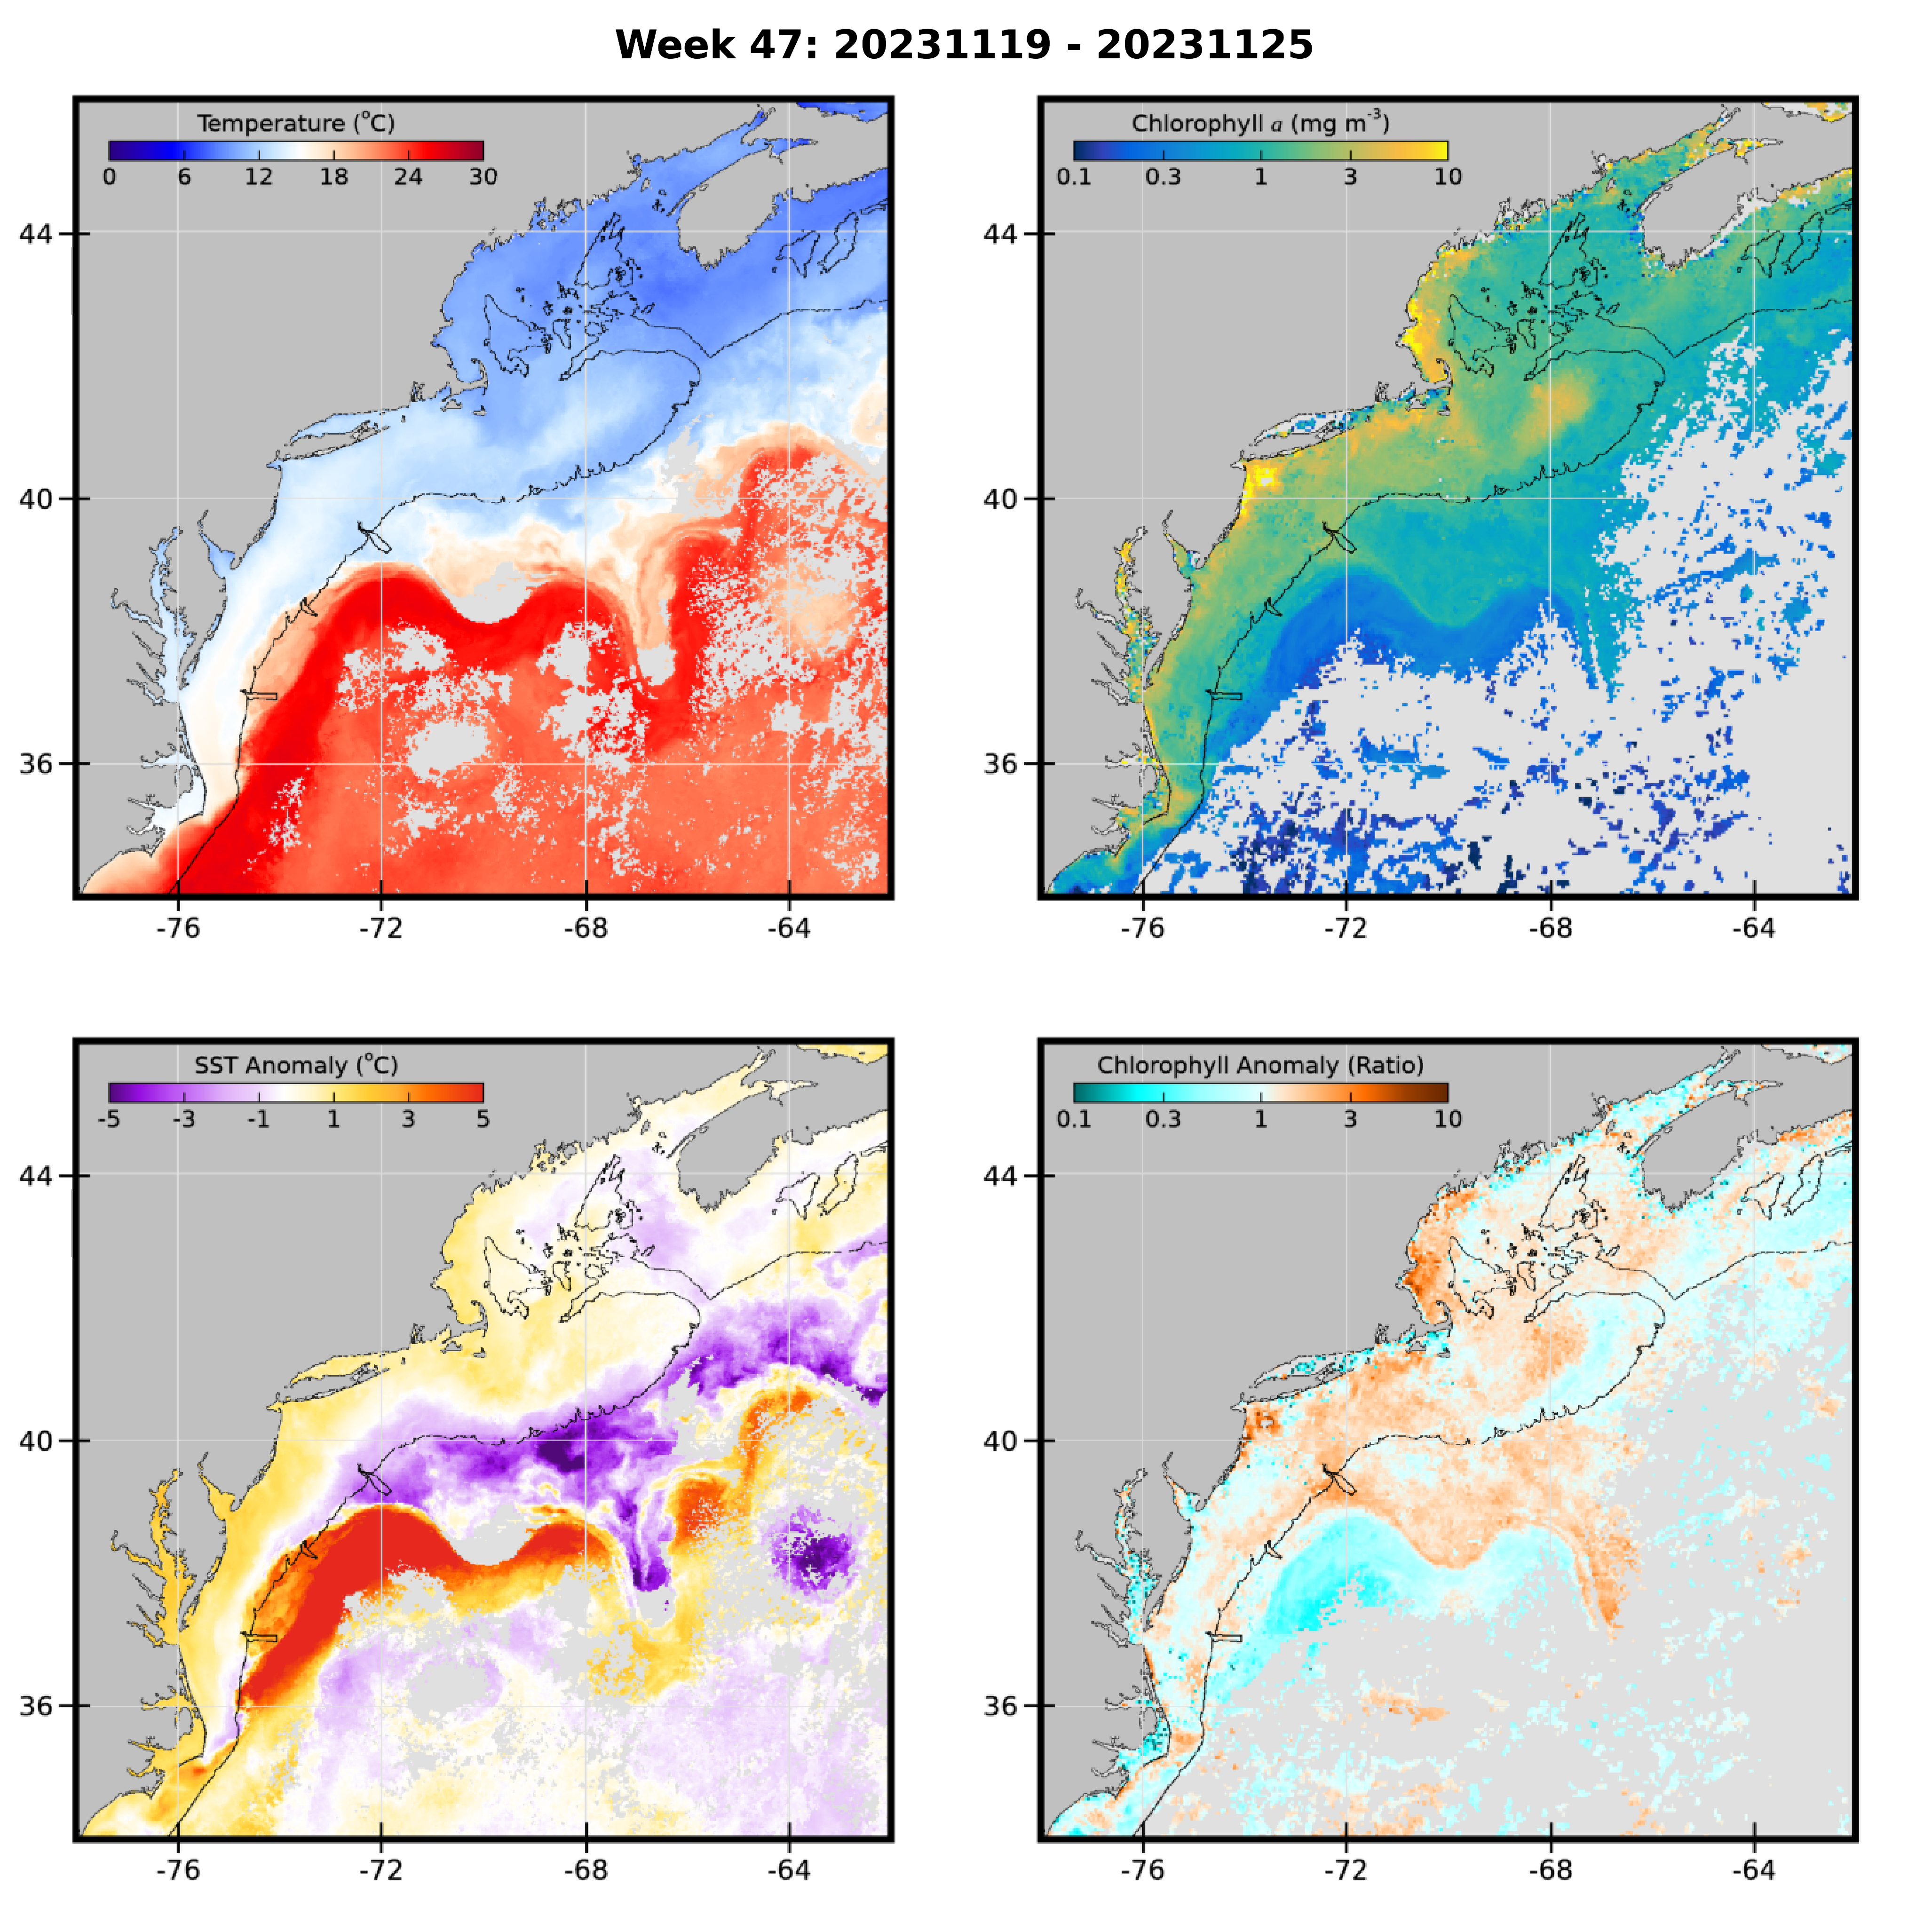 Week 47: 20231119 - 20231125
Temperature (°C)
0 6 12 18 24 30
44
40
36
-76 -72 -68 -64
Chlorophyll a (mg m⁻³)
0.1 0.3 1 3 10
44
40
36
-76 -72 -68 -64
SST Anomaly (°C)
-5 -3 -1 1 3 5
44
40
36
-76 -72 -68 -64
Chlorophyll Anomaly (Ratio)
0.1 0.3 1 3 10
44
40
36
-76 -72 -68 -64